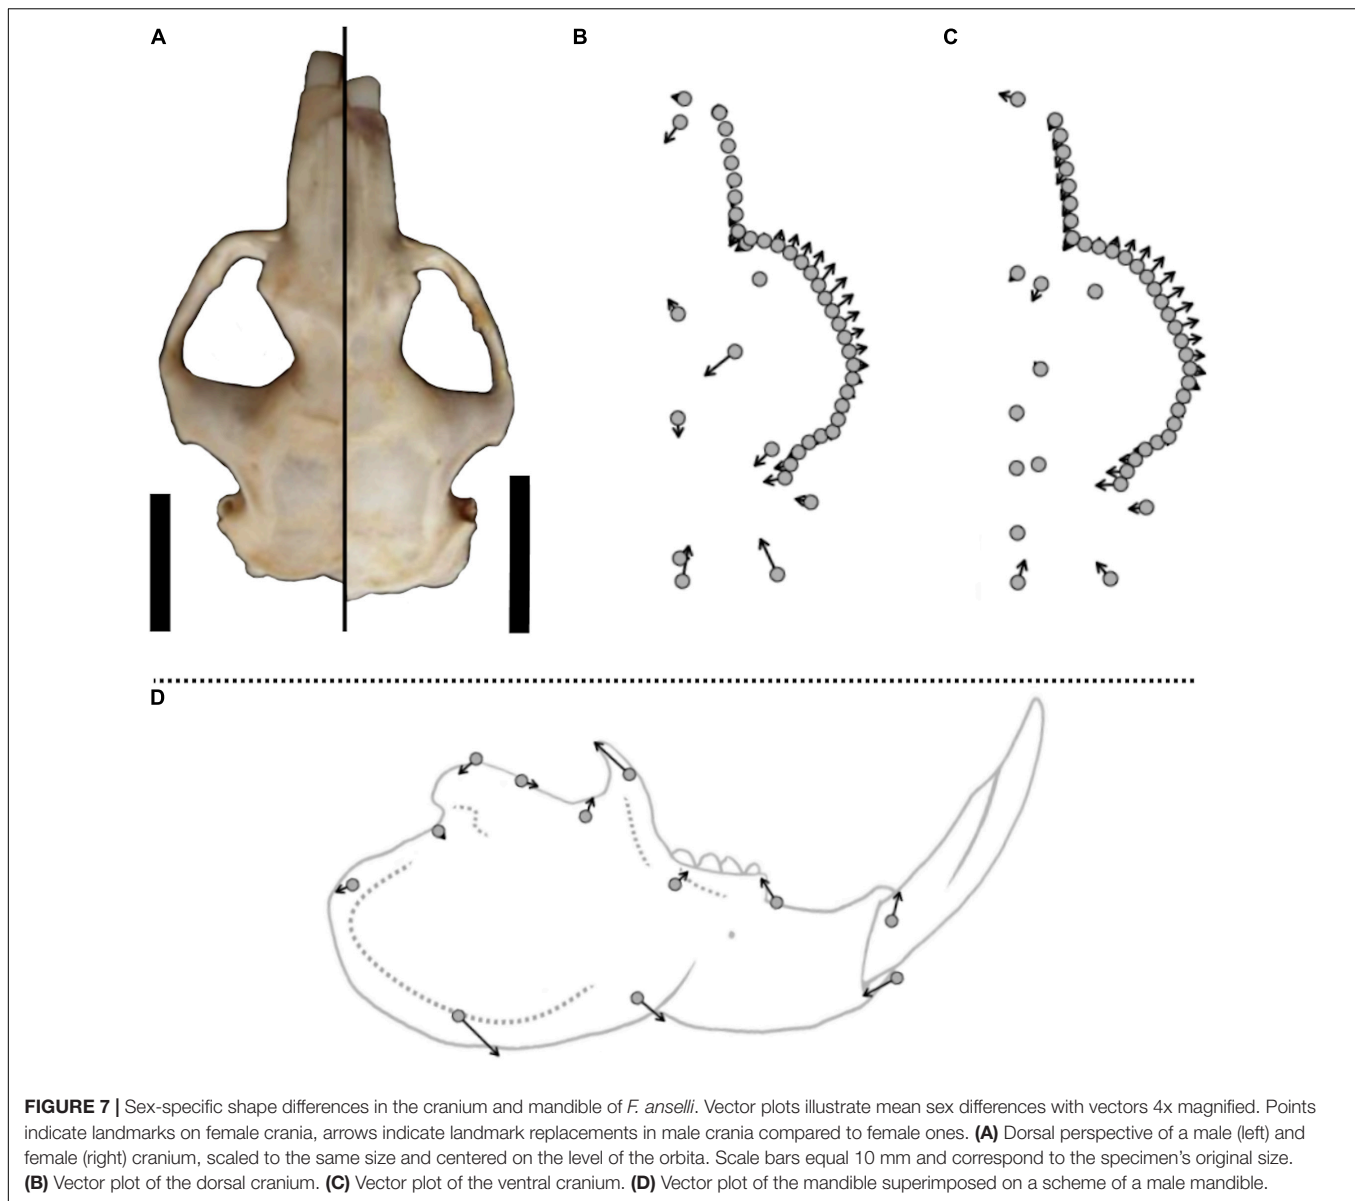 A
B
C
D
FIGURE 7 | Sex-specific shape differences in the cranium and mandible of F. anselli. Vector plots illustrate mean sex differences with vectors 4x magnified. Points
indicate landmarks on female crania, arrows indicate landmark replacements in male crania compared to female ones. (A) Dorsal perspective of a male (left) and
female (right) cranium, scaled to the same size and centered on the level of the orbita. Scale bars equal 10 mm and correspond to the specimen's original size.
(B) Vector plot of the dorsal cranium. (C) Vector plot of the ventral cranium. (D) Vector plot of the mandible superimposed on a scheme of a male mandible.